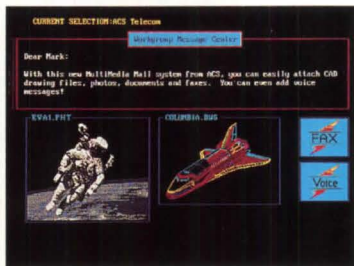 CURRENT SELECTION:ACS Telecom
Workgroup Message Center
Dear Mark:
With this new MultiMedia Mail system from ACS, you can easily attach CAD
drawing files, photos, documents and faxes. You can even add voice
messages!
EVA1.PHT
COLUMBIA.DWG
FAX
Voice